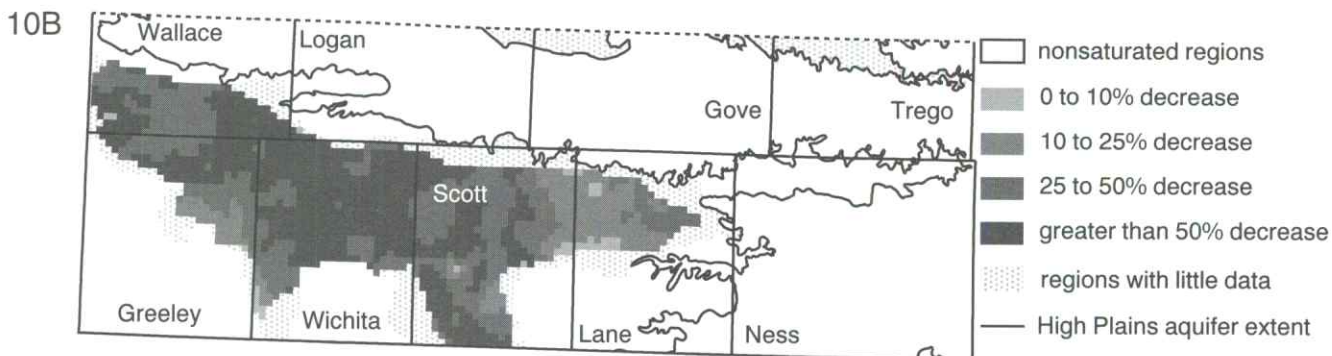 10B
Wallace
Logan
Gove
Trego
Scott
Greeley
Wichita
Lane
Ness
nonsaturated regions
0 to 10% decrease
10 to 25% decrease
25 to 50% decrease
greater than 50% decrease
regions with little data
High Plains aquifer extent